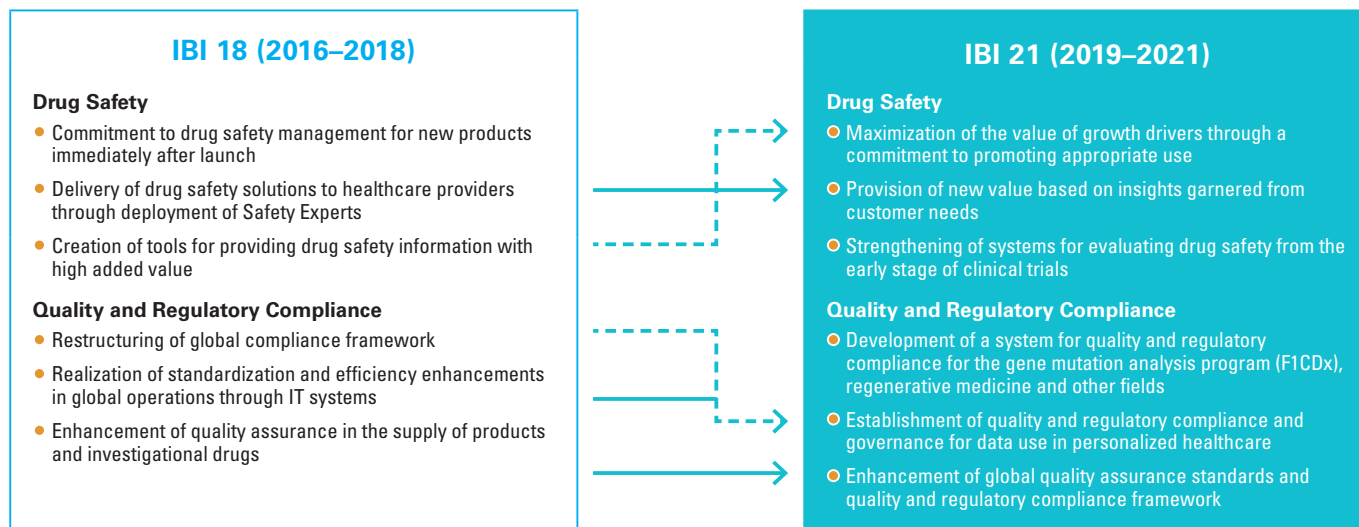 IBI 18 (2016–2018)
Drug Safety
Commitment to drug safety management for new products
immediately after launch
Delivery of drug safety solutions to healthcare providers
through deployment of Safety Experts
Creation of tools for providing drug safety information with
high added value
Quality and Regulatory Compliance
Restructuring of global compliance framework
Realization of standardization and efficiency enhancements
in global operations through IT systems
Enhancement of quality assurance in the supply of products
and investigational drugs
IBI 21 (2019–2021)
Drug Safety
Maximization of the value of growth drivers through a
commitment to promoting appropriate use
Provision of new value based on insights garnered from
customer needs
Strengthening of systems for evaluating drug safety from the
early stage of clinical trials
Quality and Regulatory Compliance
Development of a system for quality and regulatory
compliance for the gene mutation analysis program (F1CDx),
regenerative medicine and other fields
Establishment of quality and regulatory compliance and
governance for data use in personalized healthcare
Enhancement of global quality assurance standards and
quality and regulatory compliance framework